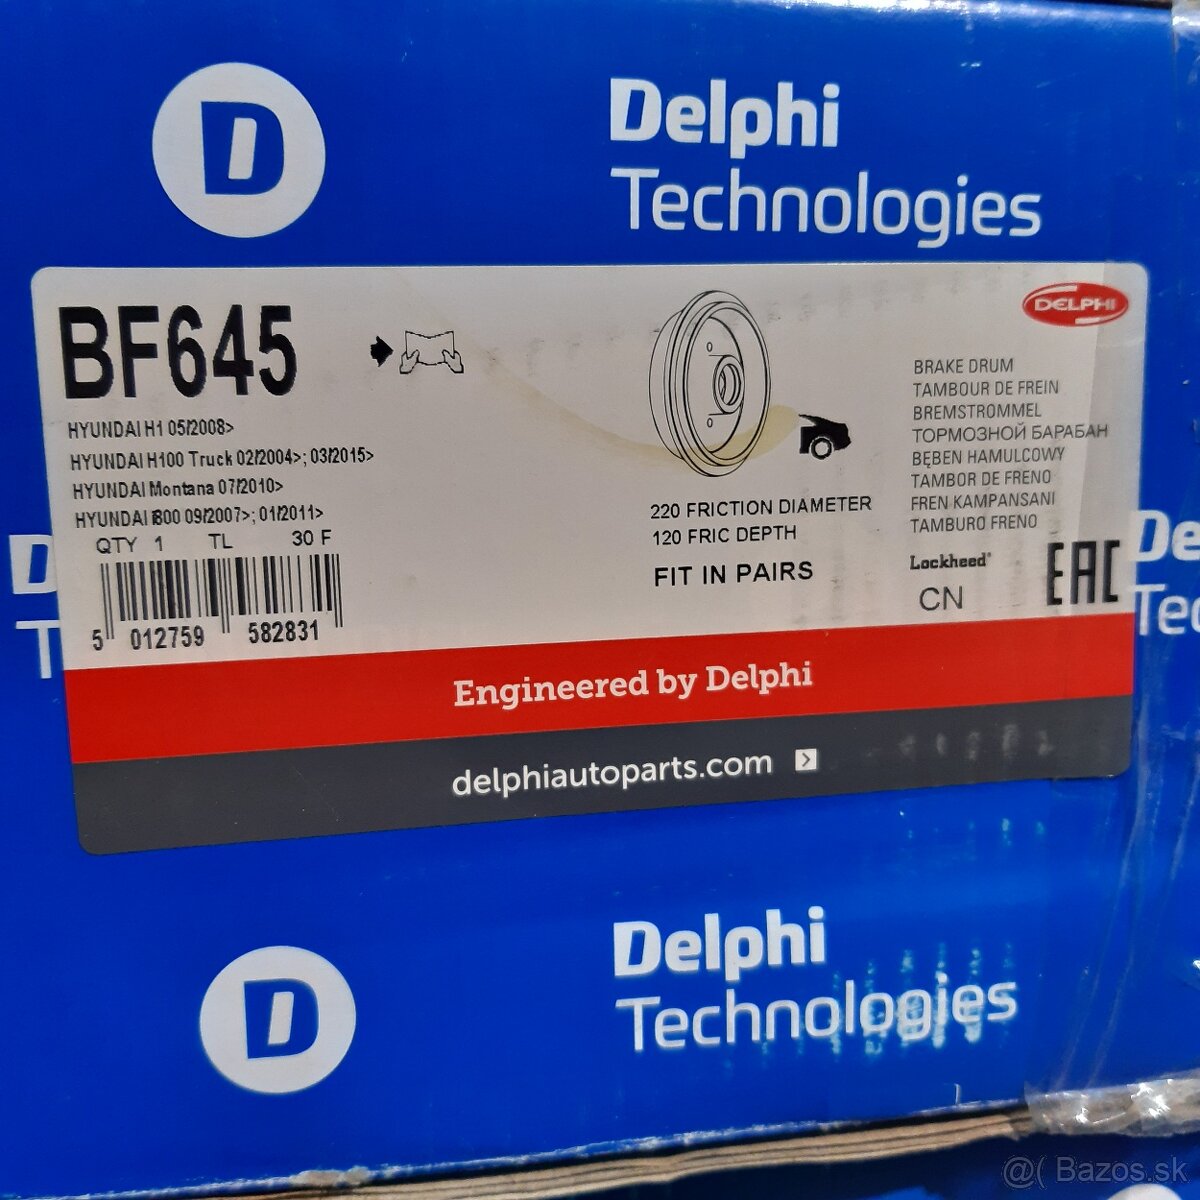 D
Delphi
Technologies
BF645
DELPHI
HYUNDAI H1 05/2008>
HYUNDAI H100 Truck 02/2004>; 03/2015>
HYUNDAI Montana 07/2010>
HYUNDAI 800 09/2007>; 01/2011>
QTY 1 TL 30 F
5 012759 582831
220 FRICTION DIAMETER
120 FRIC DEPTH
FIT IN PAIRS
BRAKE DRUM
TAMBOUR DE FREIN
BREMSTROMMEL
ТОРМОЗНОЙ БАРАБАН
BĘBEN HAMULCOWY
TAMBOR DE FRENO
FREN KAMPANSANI
TAMBURO FRENO
Lockheed
CN
EAC
D
T
De
Tec
Engineered by Delphi
delphiautoparts.com
D
Delphi
Technologies
@( Bazos.sk